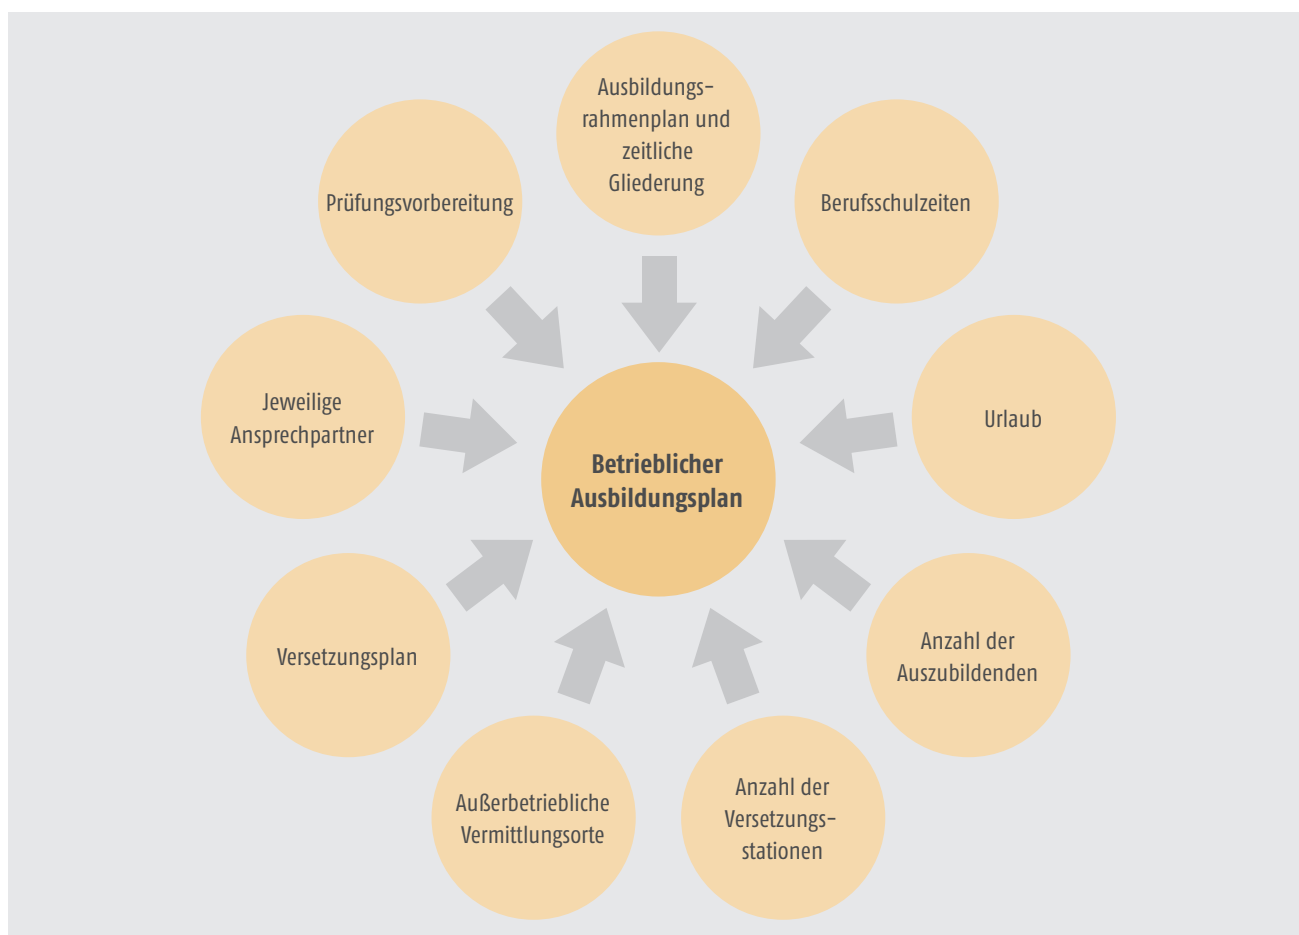 Ausbildungs-
rahmenplan und
zeitliche
Gliederung
Berufsschulzeiten
Urlaub
Anzahl der
Auszubildenden
Anzahl der
Versetzungs-
stationen
Außerbetriebliche
Vermittlungsorte
Versetzungsplan
Jeweilige
Ansprechpartner
Prüfungsvorbereitung
Betrieblicher
Ausbildungsplan